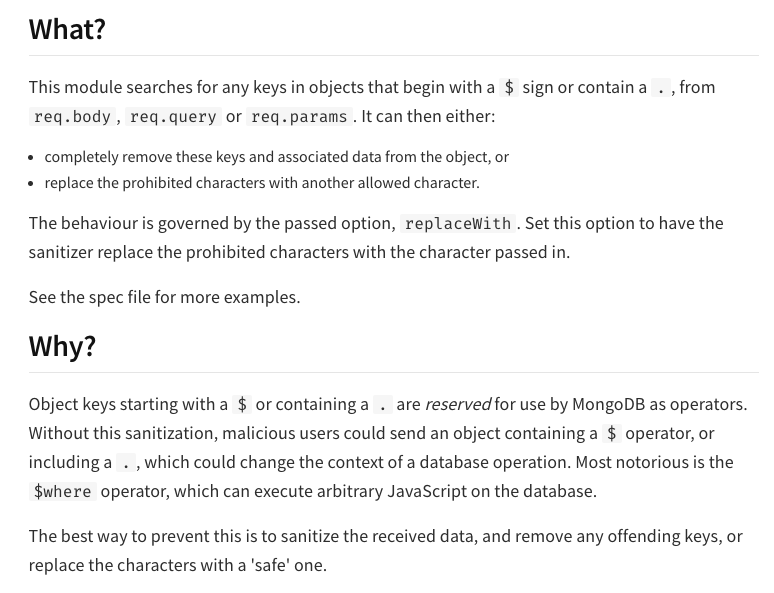 What?
This module searches for any keys in objects that begin with a $ sign or contain a ., from
req.body, req.query or req.params. It can then either:
• completely remove these keys and associated data from the object, or
• replace the prohibited characters with another allowed character.
The behaviour is governed by the passed option, replaceWith. Set this option to have the
sanitizer replace the prohibited characters with the character passed in.
See the spec file for more examples.
Why?
Object keys starting with a $ or containing a . are reserved for use by MongoDB as operators.
Without this sanitization, malicious users could send an object containing a $ operator, or
including a ., which could change the context of a database operation. Most notorious is the
$where operator, which can execute arbitrary JavaScript on the database.
The best way to prevent this is to sanitize the received data, and remove any offending keys, or
replace the characters with a 'safe' one.